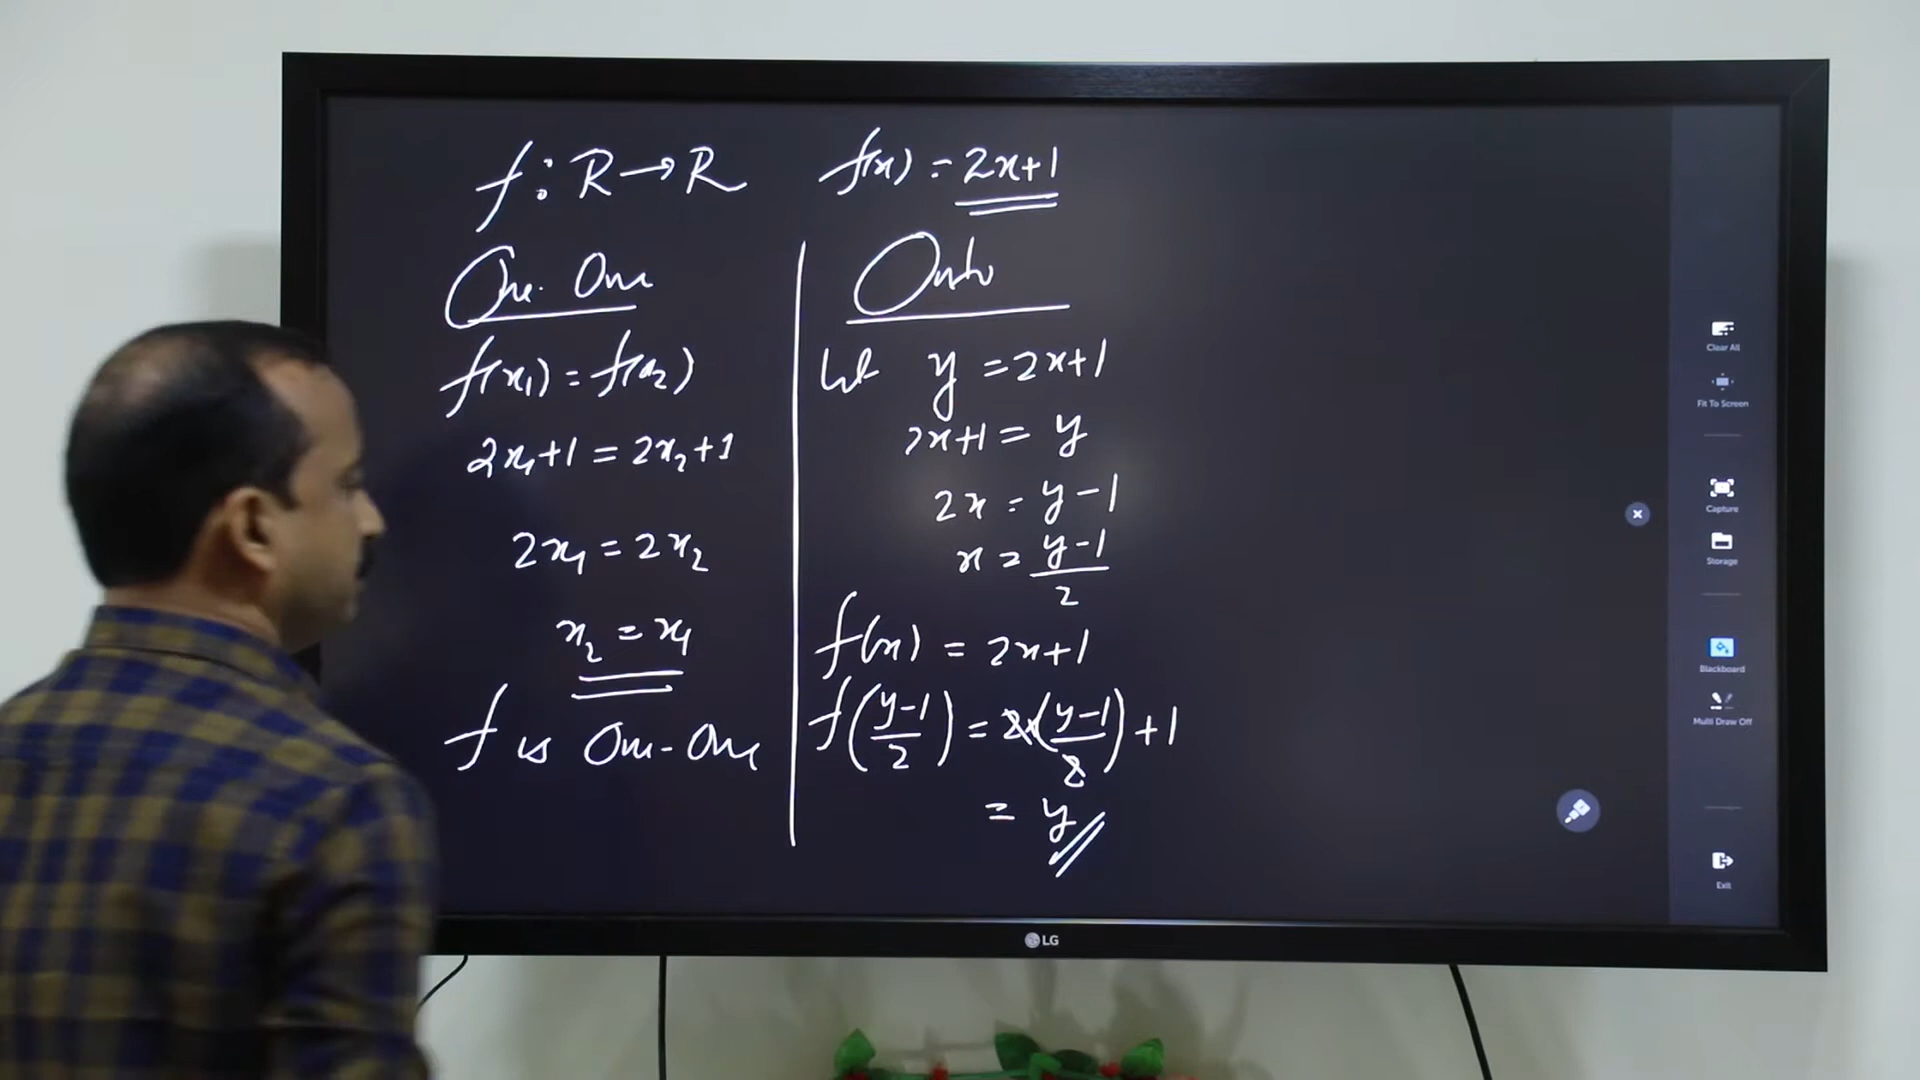 f : R→R f(x) = 2x+1
One-One
f(x₁) = f(x₂)
2x₁+1 = 2x₂+1
2x₁ = 2x₂
x₂ = x₁
f is One-One
Onto
Let y = 2x+1
2x+1 = y
2x = y-1
x = (y-1)/2
f(x) = 2x+1
f((y-1)/2) = 2×((y-1)/2)+1
= y
Clear All
Fit To Screen
Capture
Storage
Blackboard
Multi Draw Off
Exit
LG